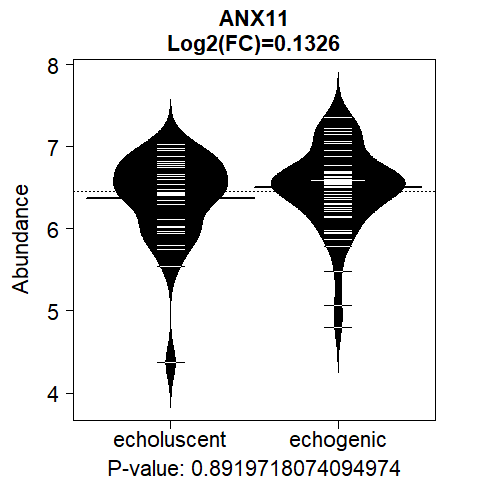 ANX11
Log2(FC)=0.1326
Abundance
8
7
6
5
4
echoluscent echogenic
P-value: 0.8919718074094974